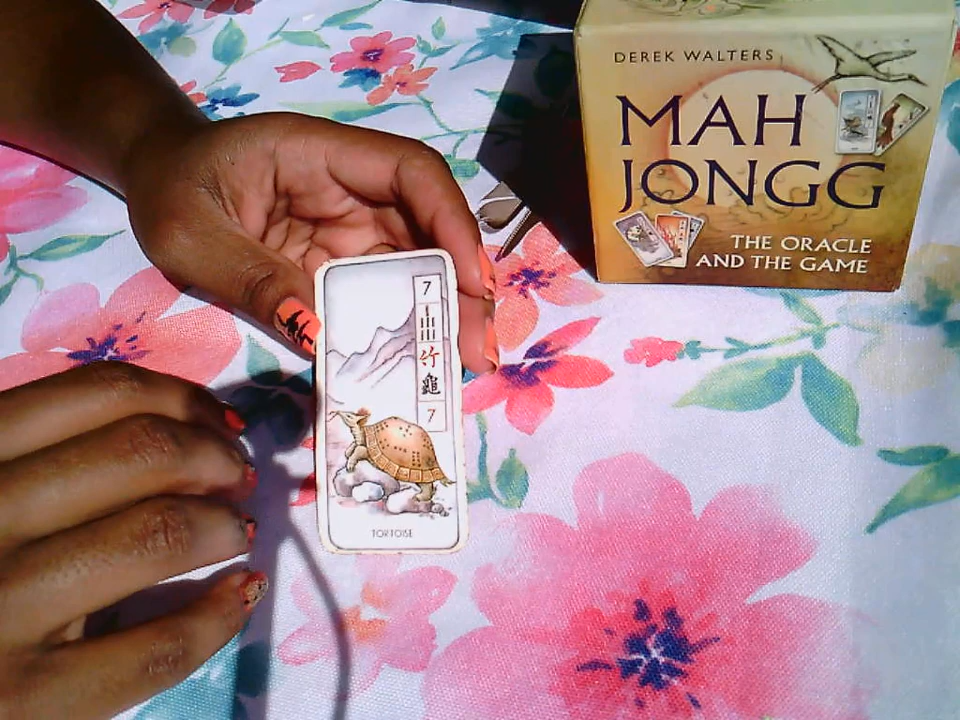 DEREK WALTERS
MAH
JONGG
THE ORACLE
AND THE GAME
7
竹
龜
7
TORTOISE